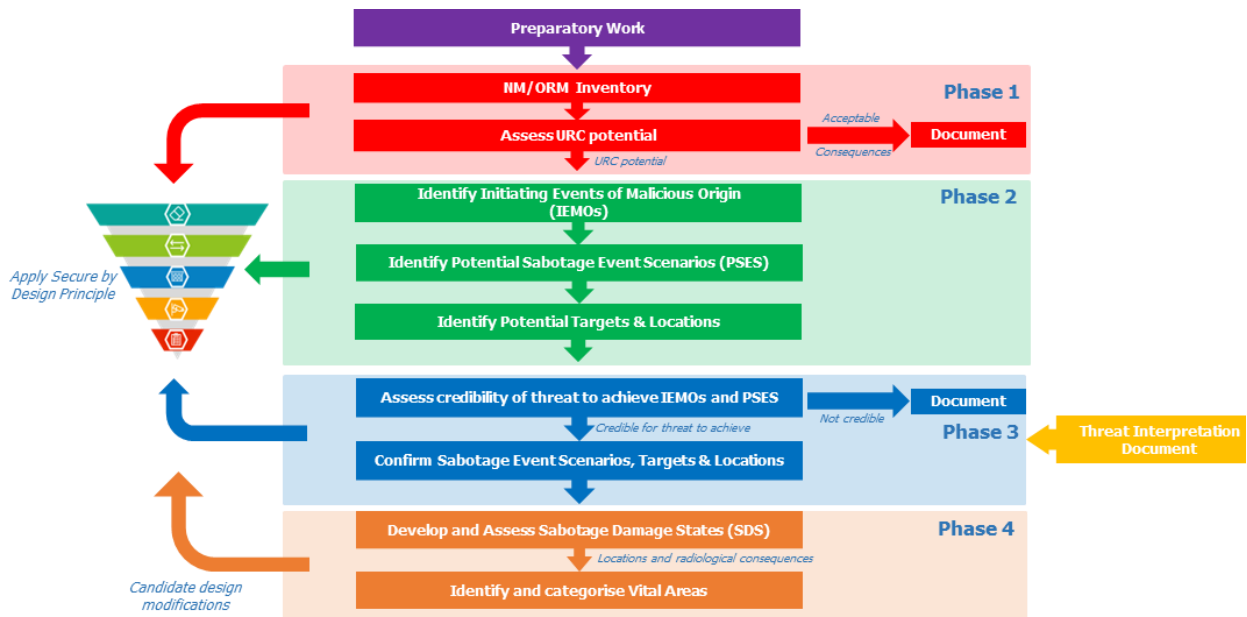 Preparatory Work
Phase 1
NM/ORM Inventory
Assess URC potential
Acceptable
Consequences
Document
URC potential
Phase 2
Identify Initiating Events of Malicious Origin
(IEMOs)
Identify Potential Sabotage Event Scenarios (PSES)
Identify Potential Targets & Locations
Apply Secure by
Design Principle
Assess credibility of threat to achieve IEMOs and PSES
Not credible
Document
Credible for threat to achieve
Phase 3
Threat Interpretation
Document
Confirm Sabotage Event Scenarios, Targets & Locations
Phase 4
Develop and Assess Sabotage Damage States (SDS)
Locations and radiological consequences
Identify and categorise Vital Areas
Candidate design
modifications